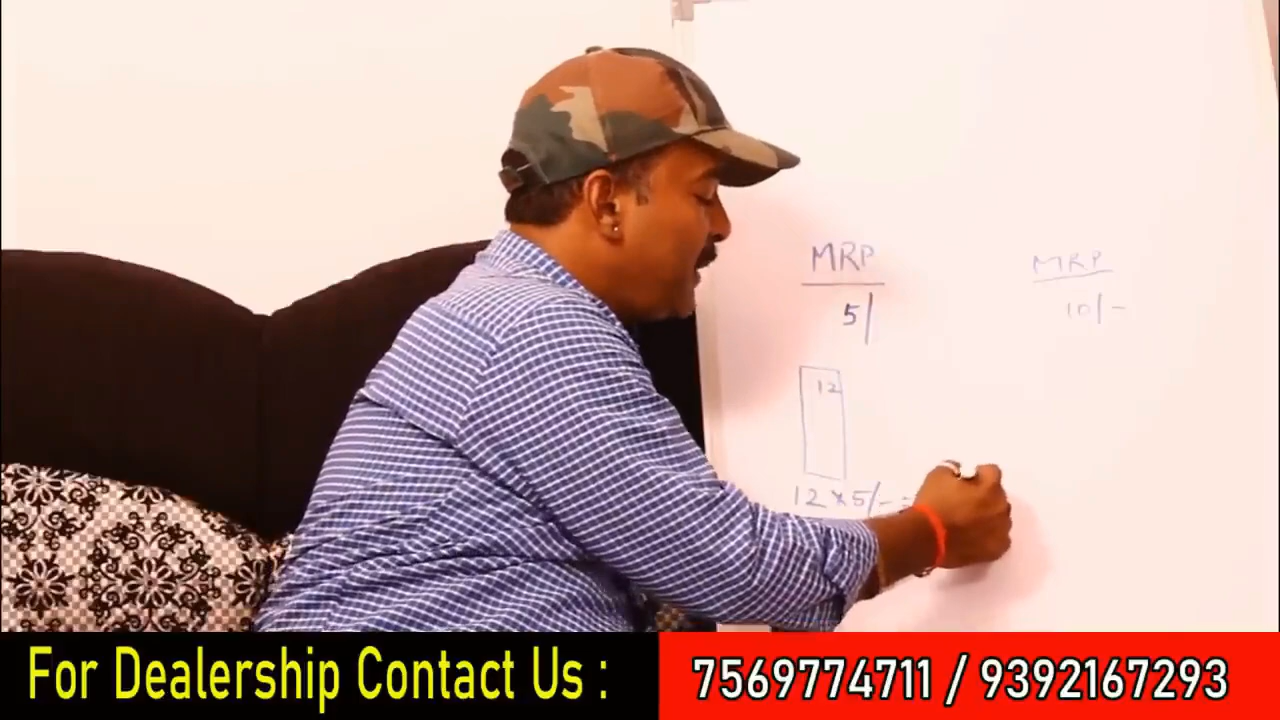 MRP
5/
MRP
10/-
12
12 × 5/- =
For Dealership Contact Us :
7569774711 / 9392167293